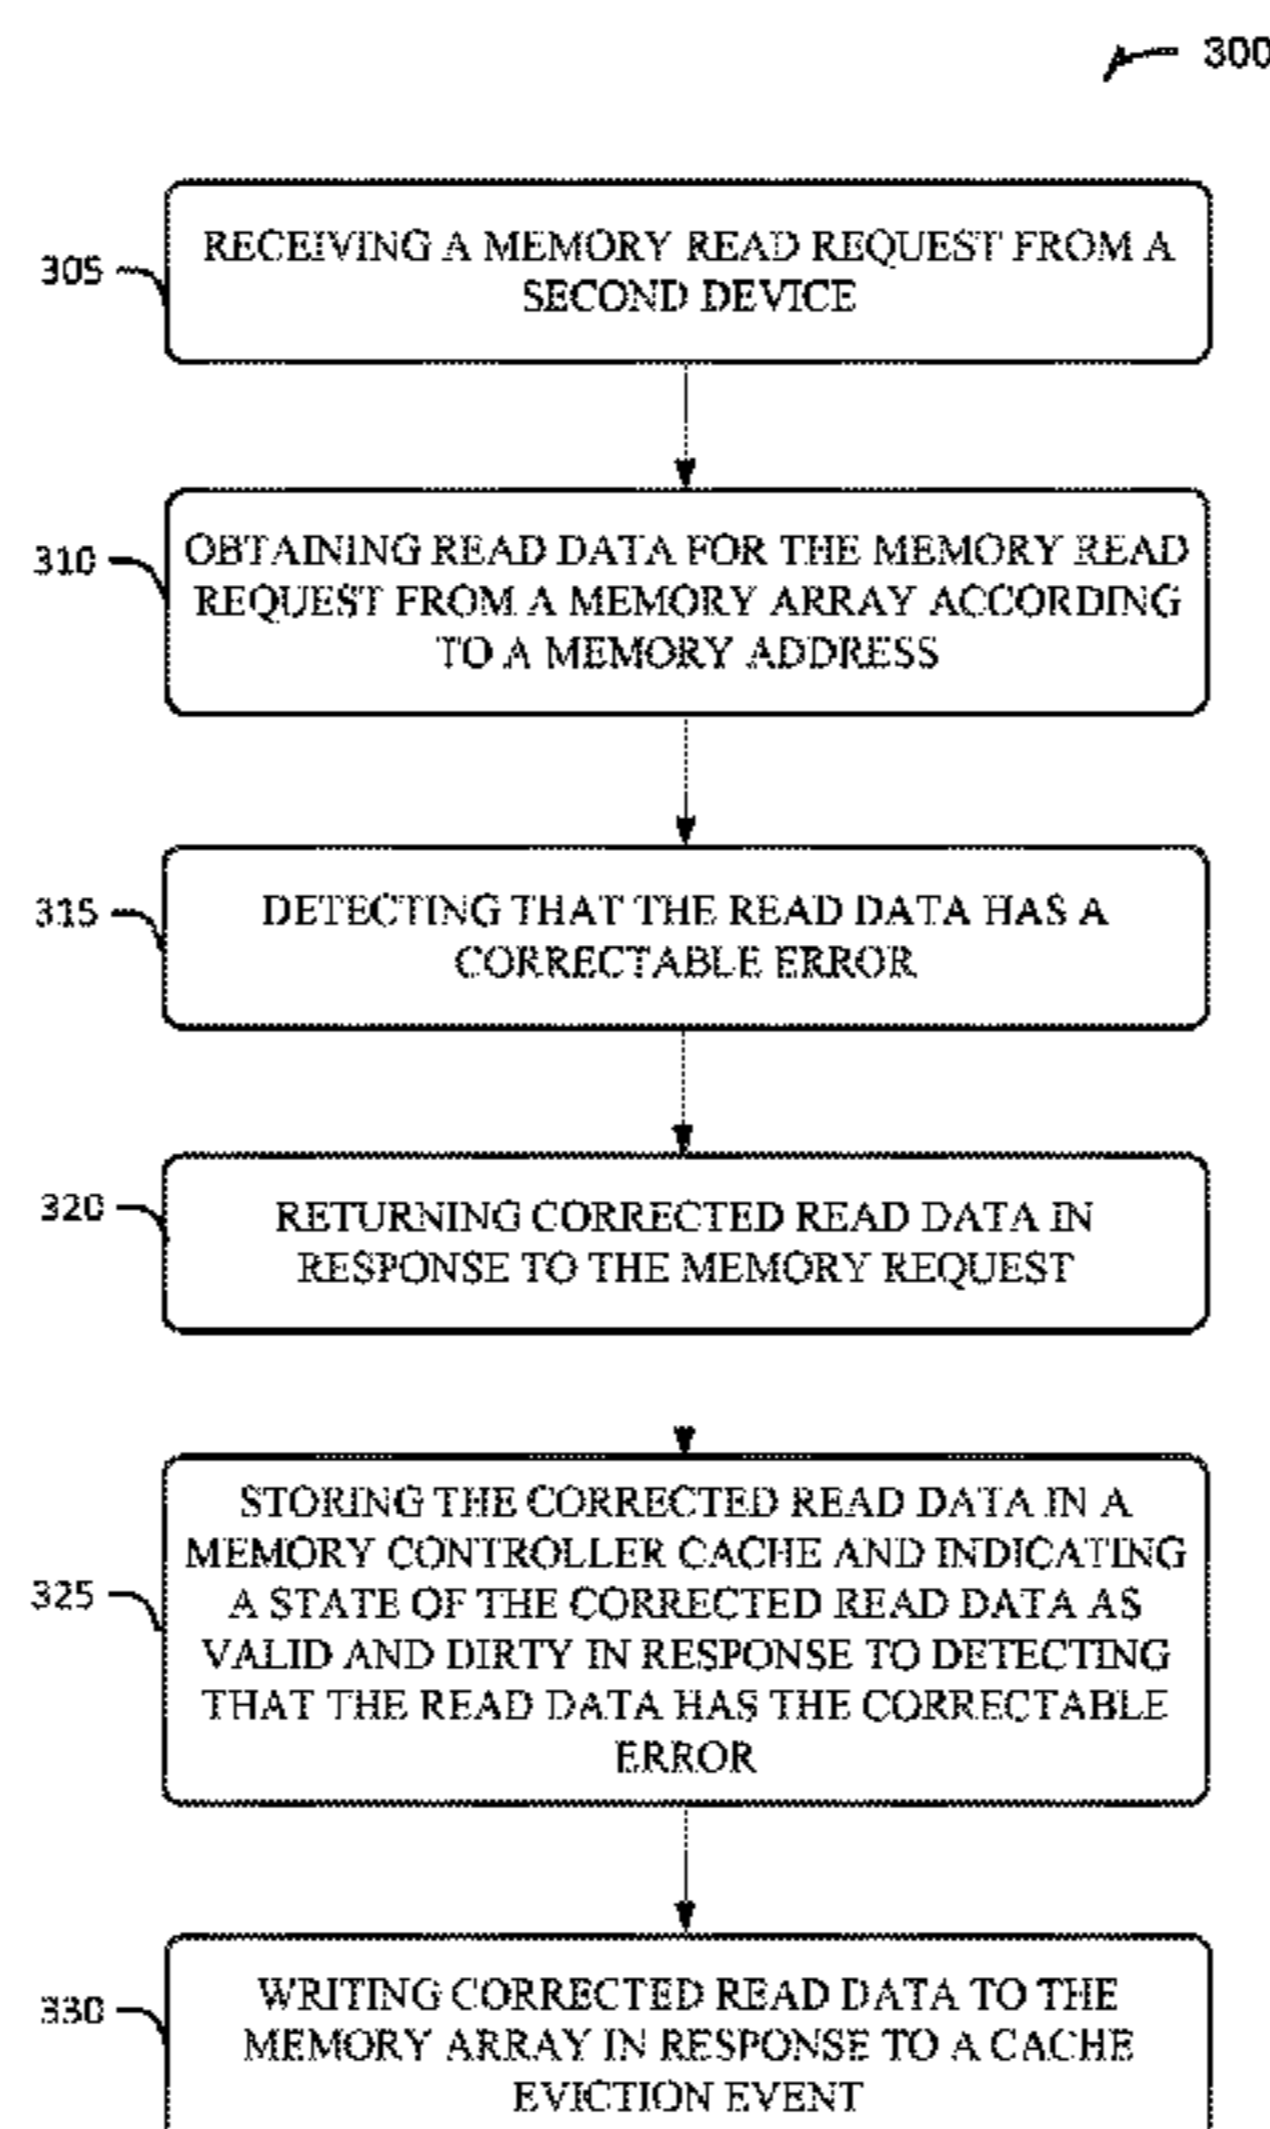 300
305
RECEIVING A MEMORY READ REQUEST FROM A
SECOND DEVICE
310
OBTAINING READ DATA FOR THE MEMORY READ
REQUEST FROM A MEMORY ARRAY ACCORDING
TO A MEMORY ADDRESS
315
DETECTING THAT THE READ DATA HAS A
CORRECTABLE ERROR
320
RETURNING CORRECTED READ DATA IN
RESPONSE TO THE MEMORY REQUEST
325
STORING THE CORRECTED READ DATA IN A
MEMORY CONTROLLER CACHE AND INDICATING
A STATE OF THE CORRECTED READ DATA AS
VALID AND DIRTY IN RESPONSE TO DETECTING
THAT THE READ DATA HAS THE CORRECTABLE
ERROR
330
WRITING CORRECTED READ DATA TO THE
MEMORY ARRAY IN RESPONSE TO A CACHE
EVICTION EVENT